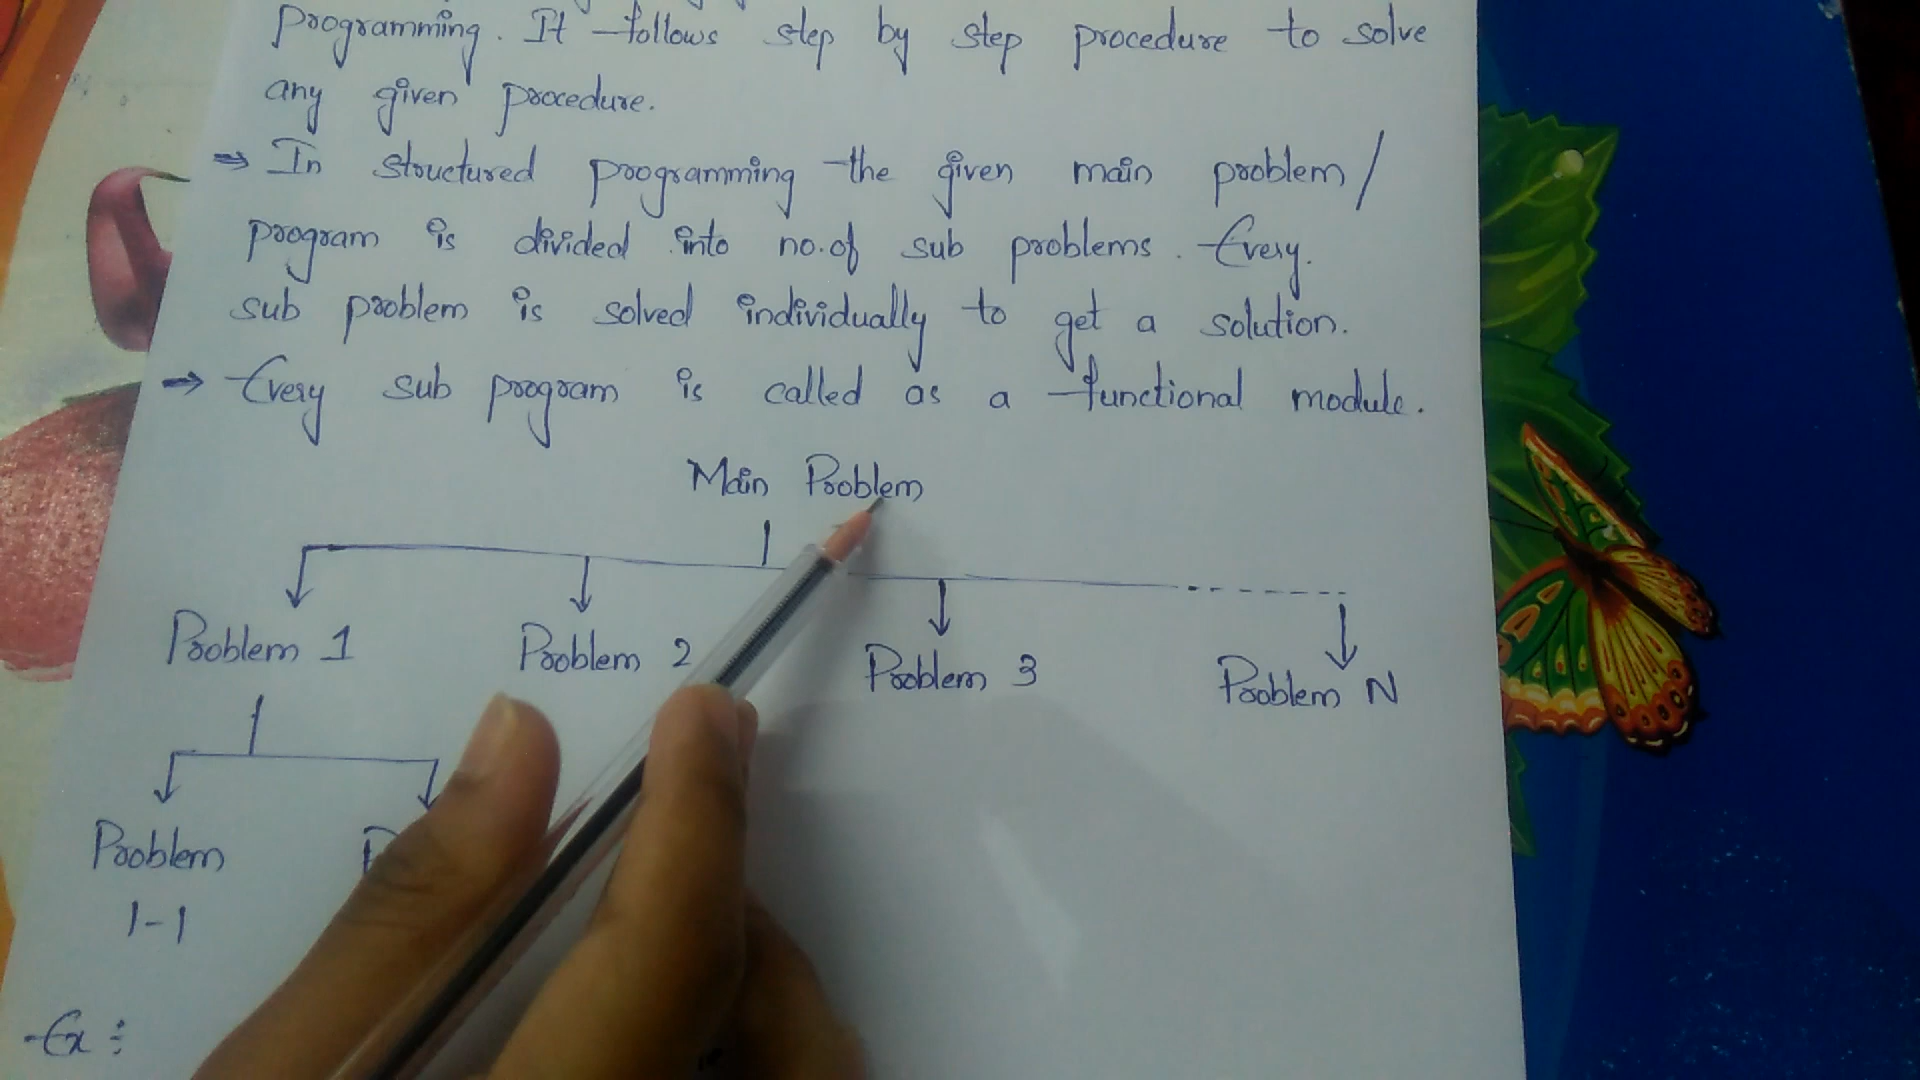 programming. It follows step by step procedure to solve
any given procedure.
⇒ In structured programming the given main problem/
program is divided into no.of sub problems. Every.
sub problem is solved individually to get a solution.
⇒ Every sub program is called as a functional module.
Main Problem
Problem 1 Problem 2 Problem 3 Problem N
Problem
1-1
Ex: